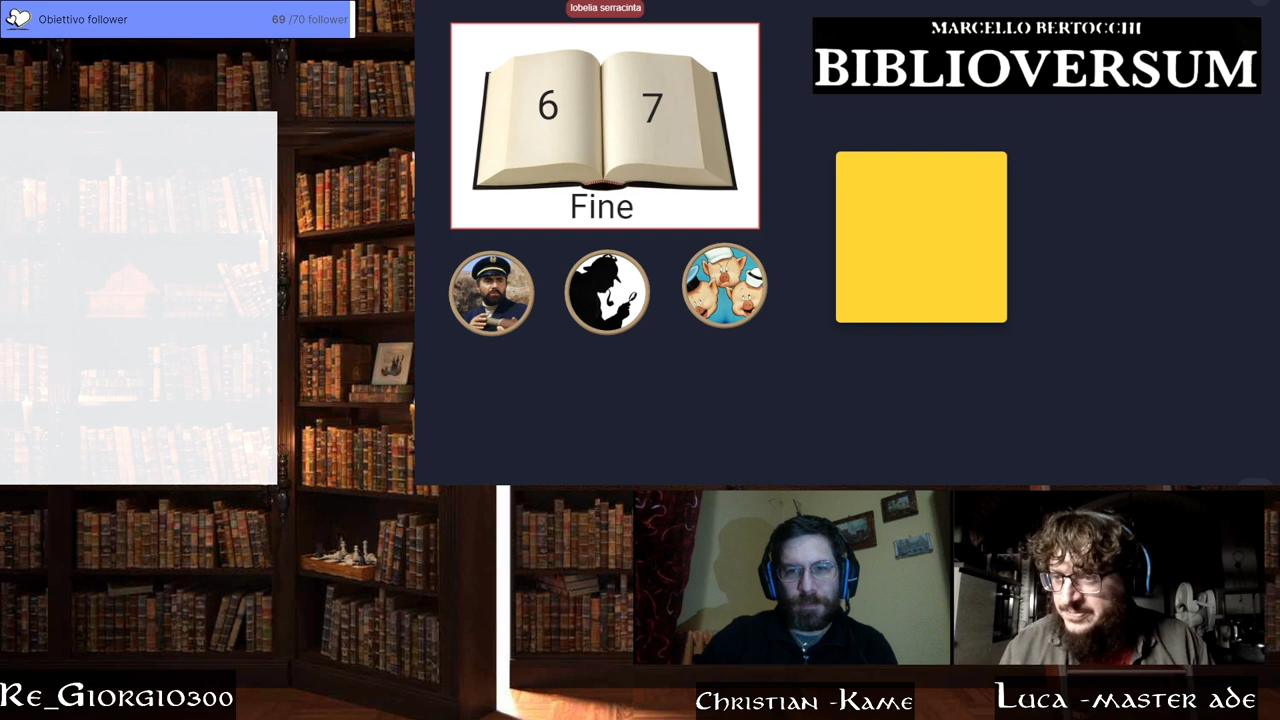 Obiettivo follower
69 /70 follower
lobelia serracinta
MARCELLO BERTOCCHI
BIBLIOVERSUM
6
7
Fine
Re_Giorgio300
Christian -Kame
Luca -master ade